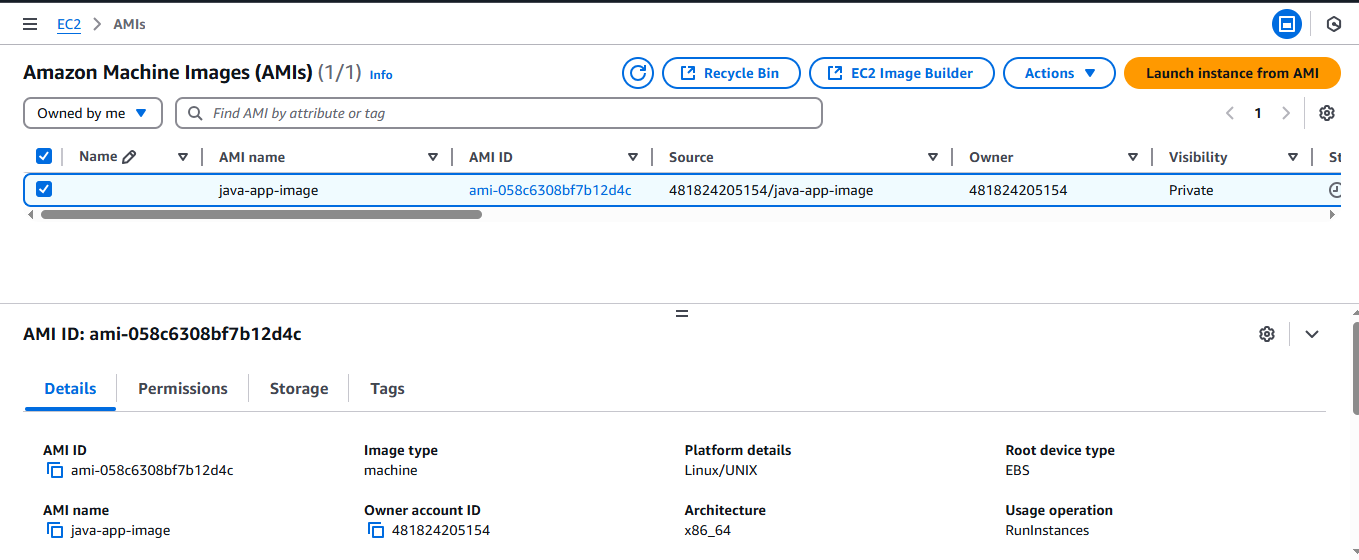 EC2 > AMIs
Amazon Machine Images (AMIs) (1/1) Info
Recycle Bin
EC2 Image Builder
Actions
Launch instance from AMI
Owned by me
Find AMI by attribute or tag
1
Name AMI name AMI ID Source Owner Visibility St
java-app-image ami-058c6308bf7b12d4c 481824205154/java-app-image 481824205154 Private
AMI ID: ami-058c6308bf7b12d4c
Details Permissions Storage Tags
AMI ID Image type Platform details Root device type
ami-058c6308bf7b12d4c machine Linux/UNIX EBS
AMI name Owner account ID Architecture Usage operation
java-app-image 481824205154 x86_64 RunInstances